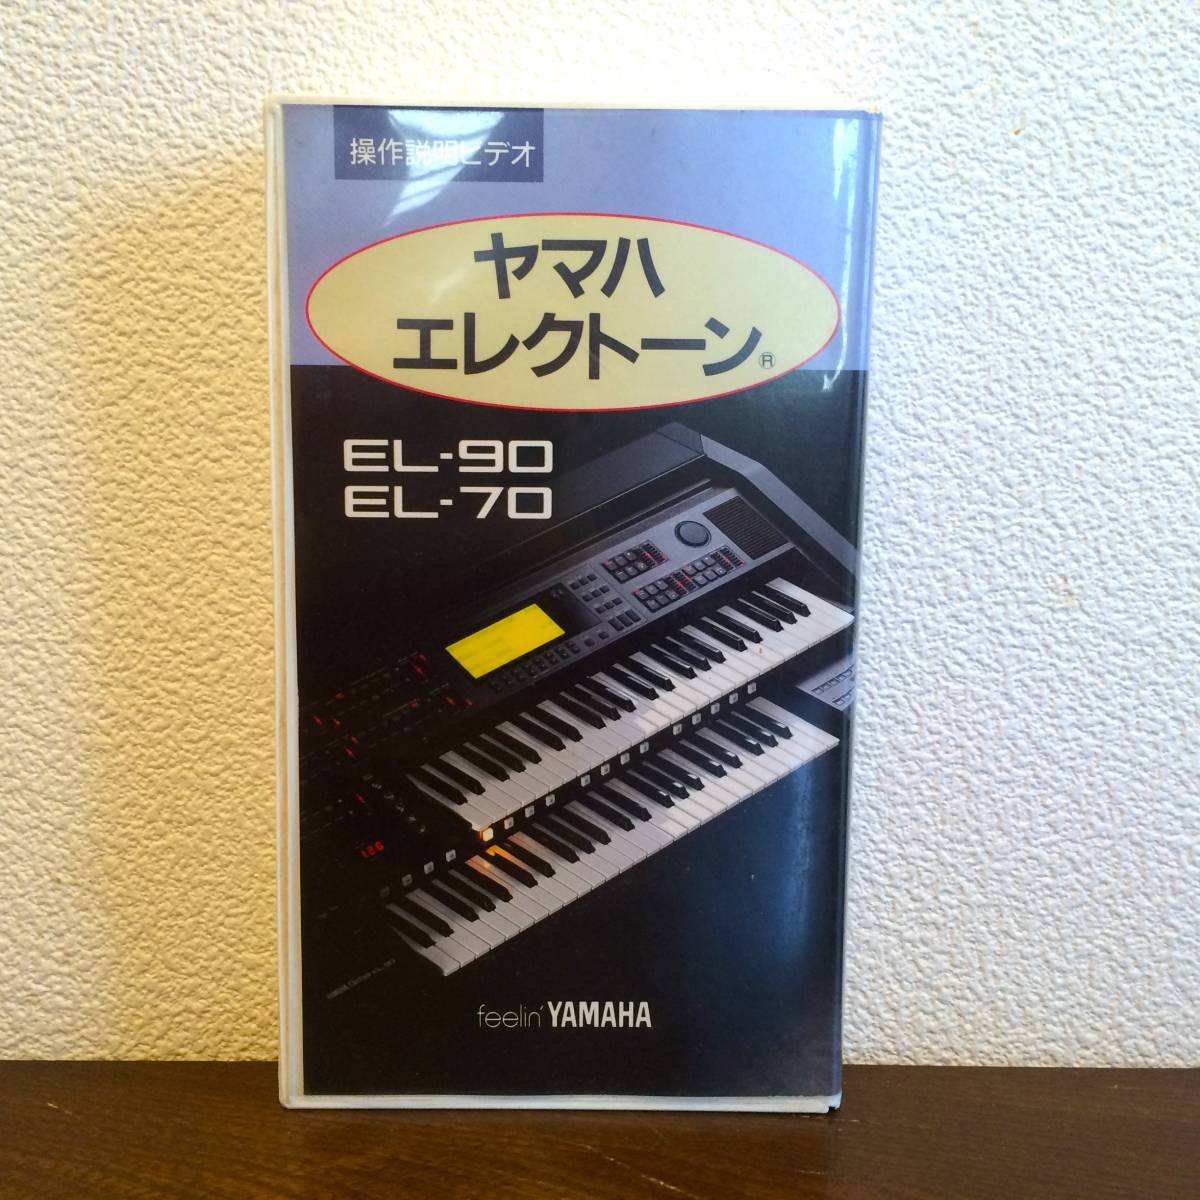 操作説明ビデオ
ヤマハ
エレクトーン®
EL-90
EL-70
126
feelin' YAMAHA